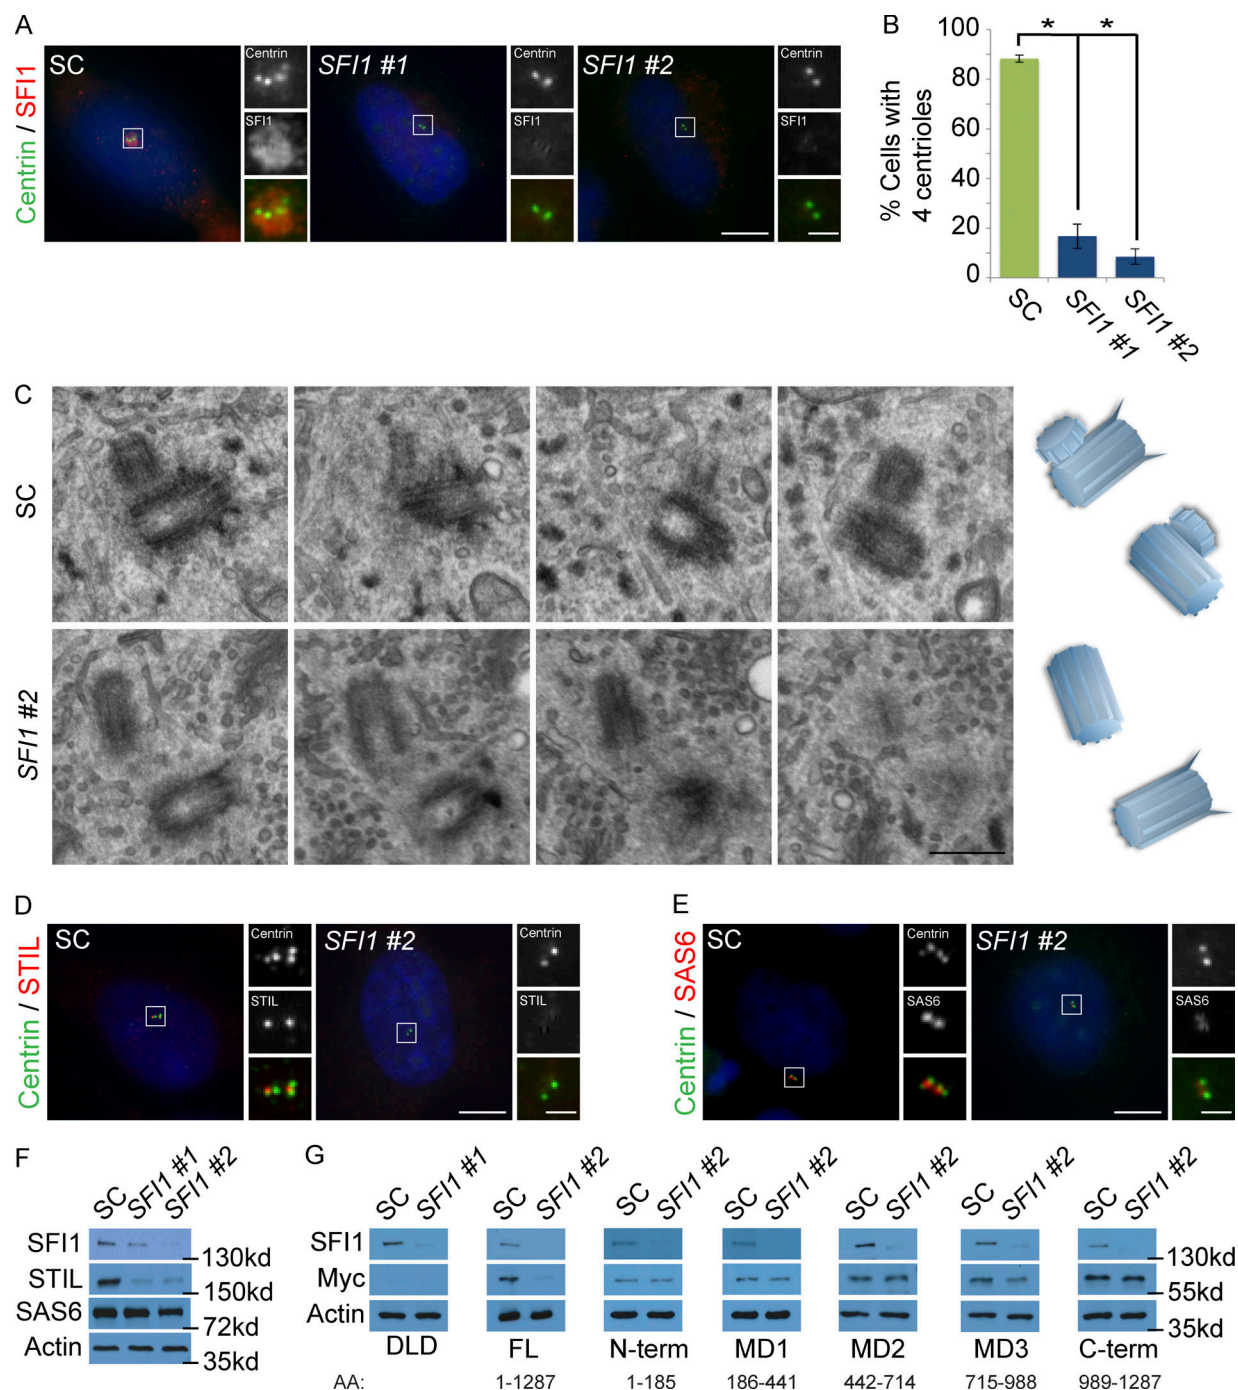 A
Centrin / SFI1
SC
Centrin
SFI1
SFI1 #1
Centrin
SFI1
SFI1 #2
Centrin
SFI1
B
% Cells with
4 centrioles
100
80
60
40
20
0
* *
SC
SFI1 #1
SFI1 #2
C
SC
SFI1 #2
D
Centrin / STIL
SC
Centrin
STIL
SFI1 #2
Centrin
STIL
E
Centrin / SAS6
SC
Centrin
SAS6
SFI1 #2
Centrin
SAS6
F
SC SFI1 #1 SFI1 #2
SFI1
130kd
STIL
150kd
SAS6
72kd
Actin
35kd
G
SC SFI1 #1 SC SFI1 #2 SC SFI1 #2 SC SFI1 #2 SC SFI1 #2 SC SFI1 #2 SC SFI1 #2
SFI1
130kd
Myc
55kd
Actin
35kd
DLD FL N-term MD1 MD2 MD3 C-term
AA: 1-1287 1-185 186-441 442-714 715-988 989-1287